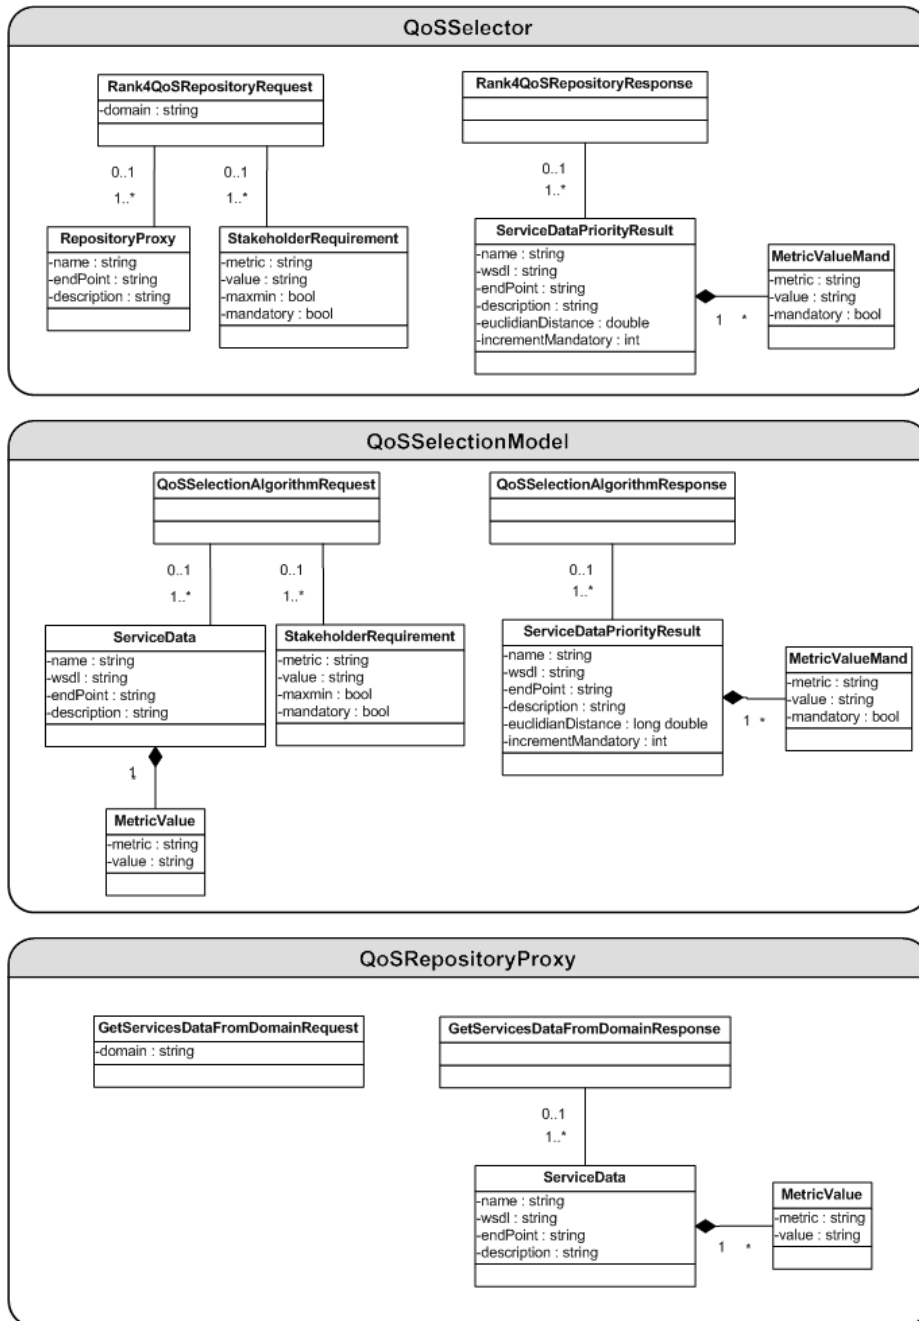 QoSSelector
Rank4QoSRepositoryRequest
-domain : string
0..1
1..*
0..1
1..*
RepositoryProxy
-name : string
-endPoint : string
-description : string
StakeholderRequirement
-metric : string
-value : string
-maxmin : bool
-mandatory : bool
Rank4QoSRepositoryResponse
0..1
1..*
ServiceDataPriorityResult
-name : string
-wsdl : string
-endPoint : string
-description : string
-euclidianDistance : double
-incrementMandatory : int
1 *
MetricValueMand
-metric : string
-value : string
-mandatory : bool
QoSSelectionModel
QoSSelectionAlgorithmRequest
0..1
1..*
0..1
1..*
ServiceData
-name : string
-wsdl : string
-endPoint : string
-description : string
1
*
MetricValue
-metric : string
-value : string
StakeholderRequirement
-metric : string
-value : string
-maxmin : bool
-mandatory : bool
QoSSelectionAlgorithmResponse
0..1
1..*
ServiceDataPriorityResult
-name : string
-wsdl : string
-endPoint : string
-description : string
-euclidianDistance : long double
-incrementMandatory : int
1 *
MetricValueMand
-metric : string
-value : string
-mandatory : bool
QoSRepositoryProxy
GetServicesDataFromDomainRequest
-domain : string
GetServicesDataFromDomainResponse
0..1
1..*
ServiceData
-name : string
-wsdl : string
-endPoint : string
-description : string
1 *
MetricValue
-metric : string
-value : string